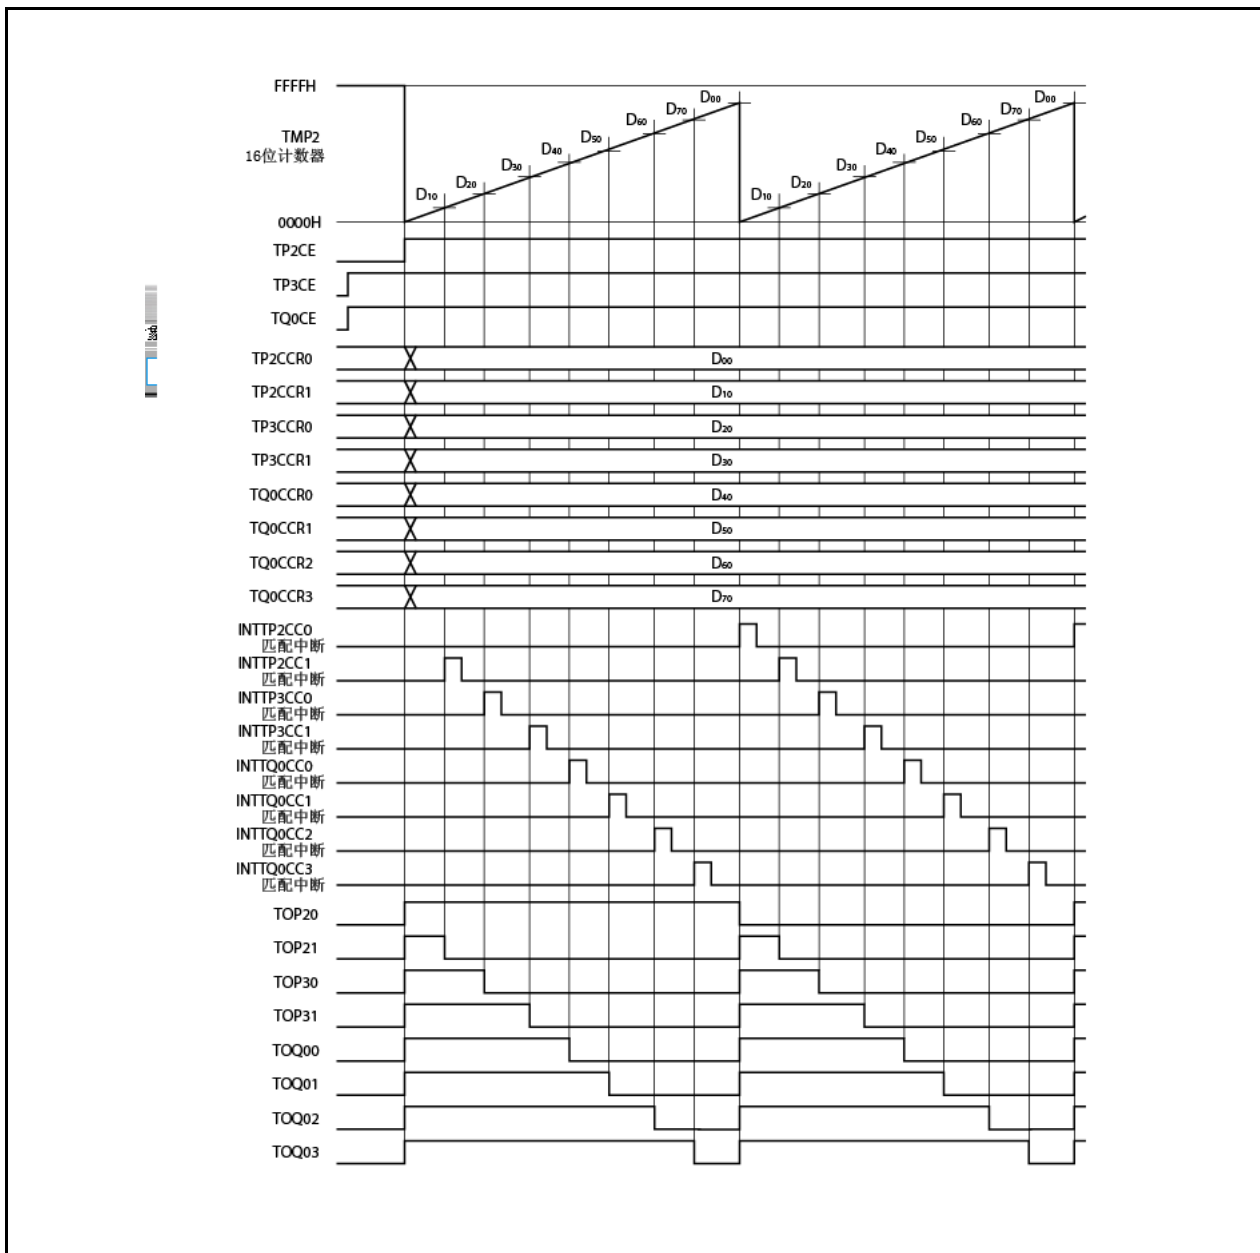 FFFFH
TMP2
16位计数器
0000H
D10 D20 D30 D40 D50 D60 D70 D00 D10 D20 D30 D40 D50 D60 D70 D00
TP2CE
TP3CE
TQ0CE
TP2CCR0 D00
TP2CCR1 D10
TP3CCR0 D20
TP3CCR1 D30
TQ0CCR0 D40
TQ0CCR1 D50
TQ0CCR2 D60
TQ0CCR3 D70
INTTP2CC0
匹配中断
INTTP2CC1
匹配中断
INTTP3CC0
匹配中断
INTTP3CC1
匹配中断
INTTQ0CC0
匹配中断
INTTQ0CC1
匹配中断
INTTQ0CC2
匹配中断
INTTQ0CC3
匹配中断
TOP20
TOP21
TOP30
TOP31
TOQ00
TOQ01
TOQ02
TOQ03